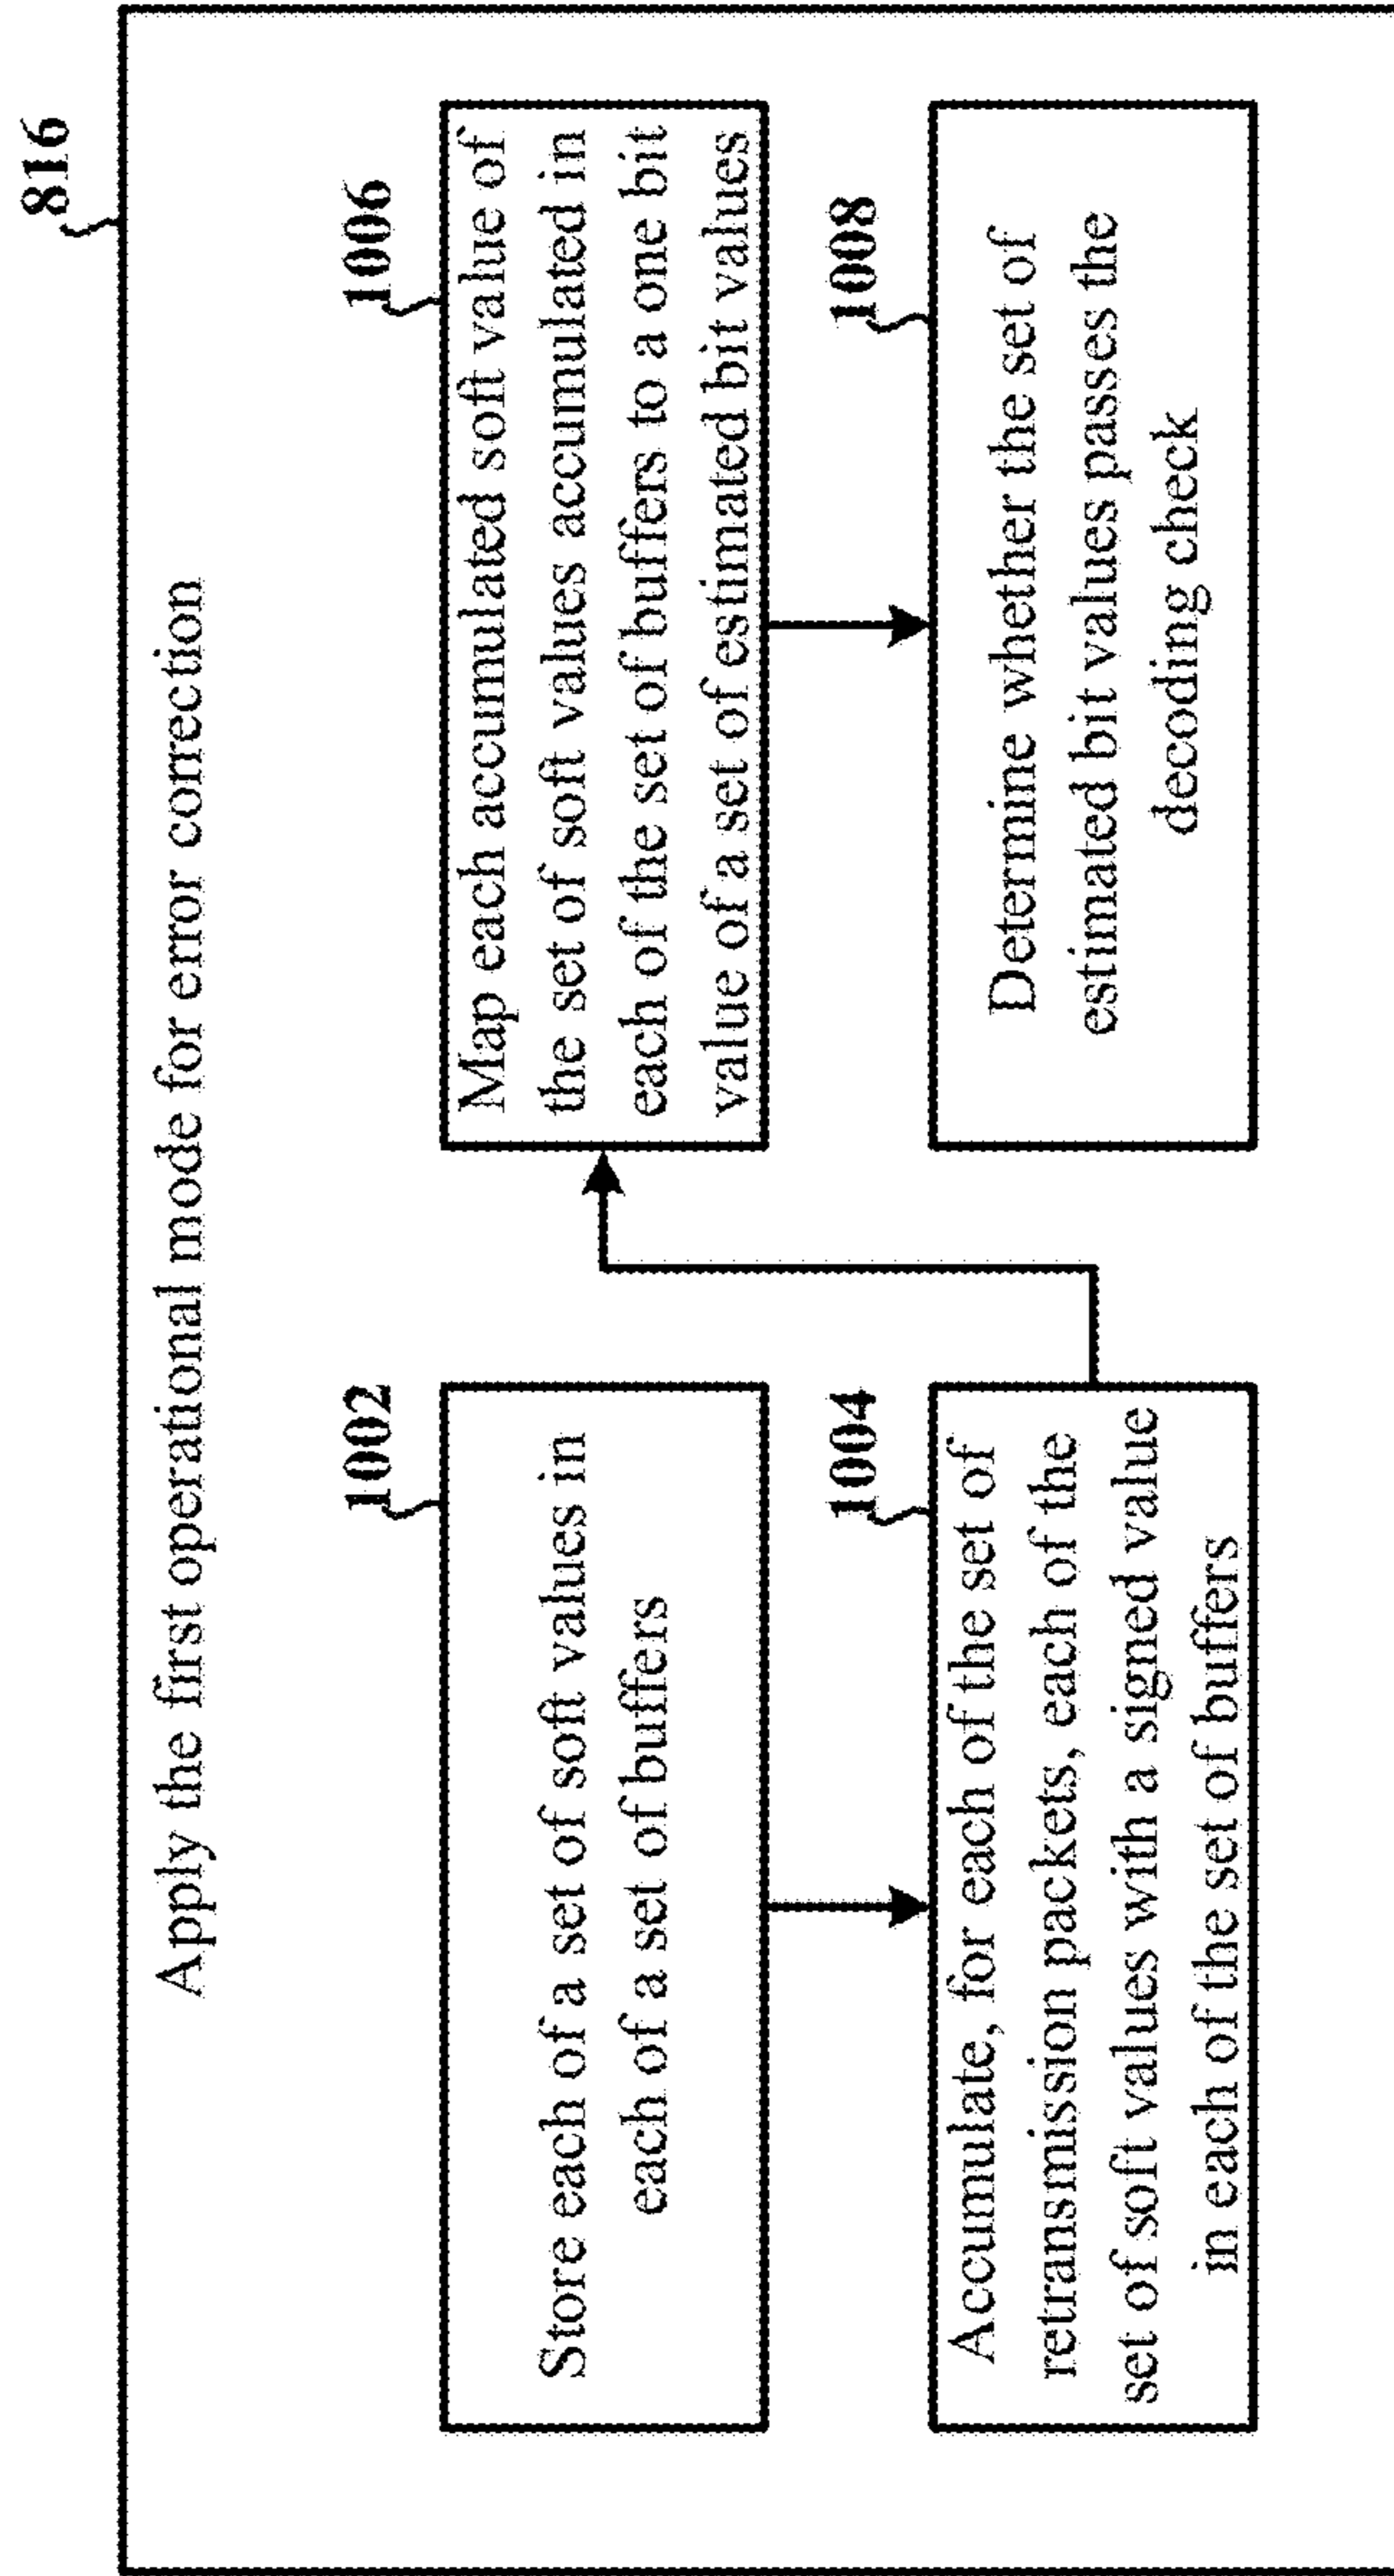 816
Apply the first operational mode for error correction
1002
Store each of a set of soft values in
each of a set of buffers
1004
Accumulate, for each of the set of
retransmission packets, each of the
set of soft values with a signed value
in each of the set of buffers
1006
Map each accumulated soft value of
the set of soft values accumulated in
each of the set of buffers to a one bit
value of a set of estimated bit values
1008
Determine whether the set of
estimated bit values passes the
decoding check